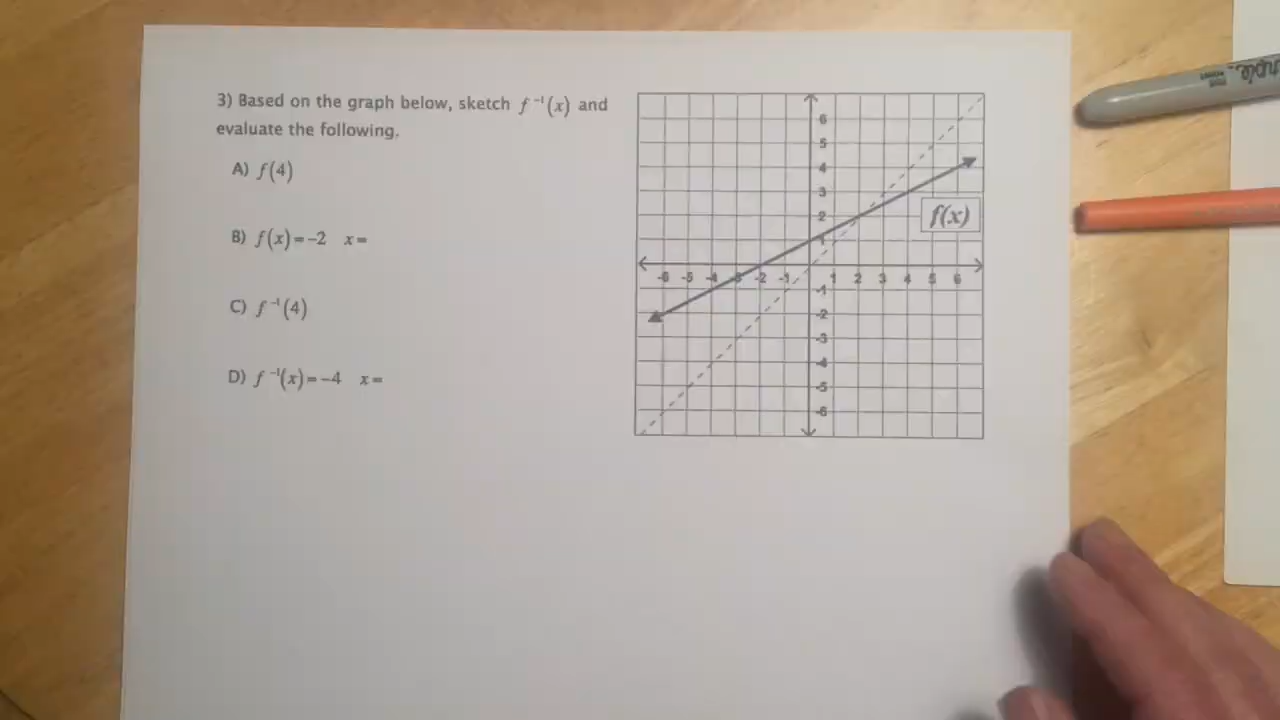 3) Based on the graph below, sketch f⁻¹(x) and
evaluate the following.
A) f(4)
B) f(x)=-2 x=
C) f⁻¹(4)
D) f⁻¹(x)=-4 x=
6
5
4
3
2
1
f(x)
-6 -5 -4 -3 -2 -1 1 2 3 4 5 6
-1
-2
-3
-4
-5
-6